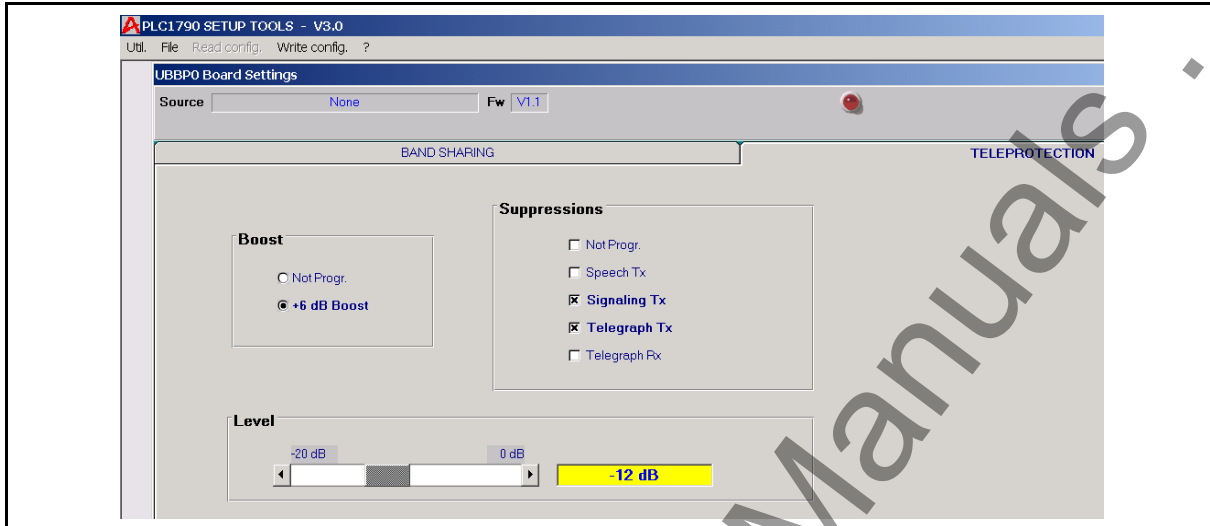 PLC1790 SETUP TOOLS - V3.0
Util. File Read config. Write config. ?
UBBP0 Board Settings
Source None Fw V1.1
BAND SHARING TELEPROTECTION
Suppressions
Not Progr.
Speech Tx
Signaling Tx
Telegraph Tx
Telegraph Rx
Boost
Not Progr.
+6 dB Boost
Level
-20 dB 0 dB
-12 dB
Manuals .